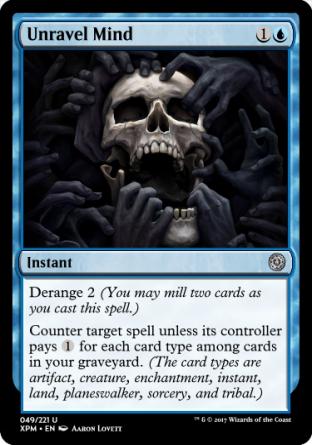 Unravel Mind 1
Instant
Derange 2 (You may mill two cards as
you cast this spell.)
Counter target spell unless its controller
pays 1 for each card type among cards
in your graveyard. (The card types are
artifact, creature, enchantment, instant,
land, planeswalker, sorcery, and tribal.)
049/221 U
XPM • EN Aaron Lovett
™ & © 2017 Wizards of the Coast